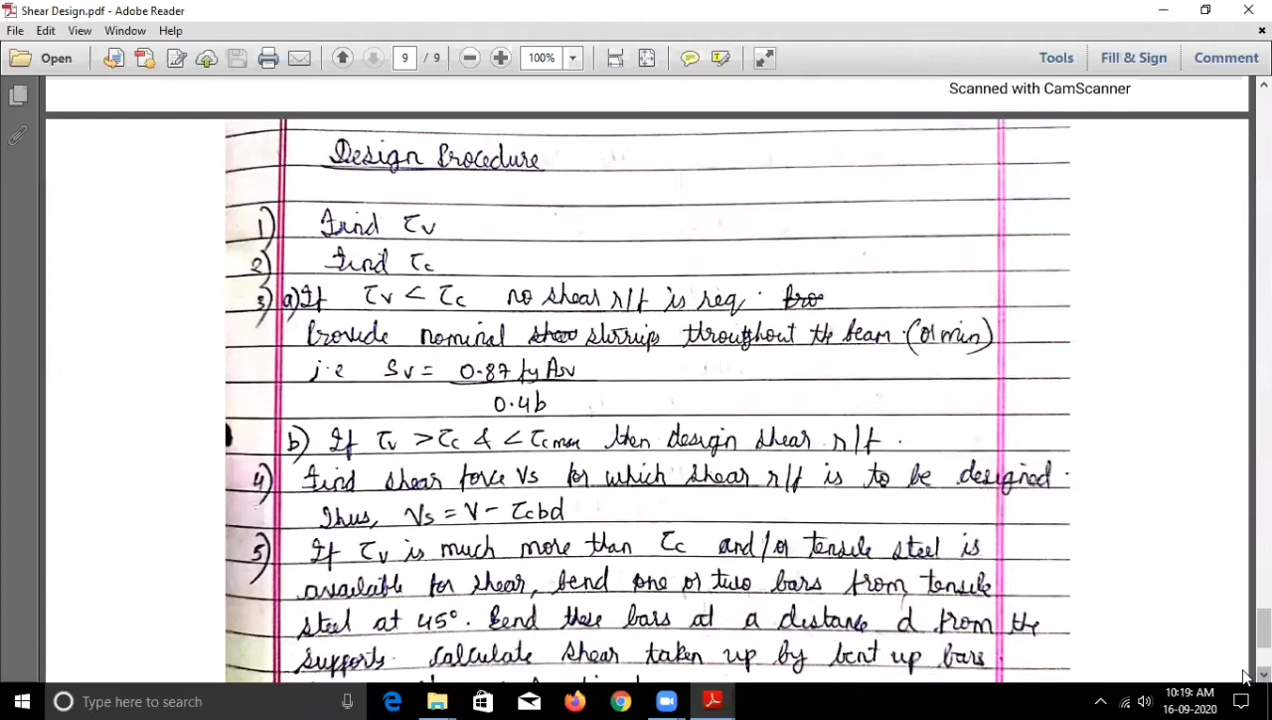 Shear Design.pdf - Adobe Reader
File Edit View Window Help
Open 9 / 9 100% Tools Fill & Sign Comment
Scanned with CamScanner
Design Procedure
1) Find τv
2) find τc
3) a) If τv < τc no shear r/f is req. Pro
Provide nominal shea stirrups throughout the beam. (or min)
i.e Sv = 0.87 fy Asv
0.4b
b) If τv > τc & < τcmax then design shear r/f.
4) Find shear force Vs for which shear r/f is to be designed.
Thus, Vs = V - τcbd
5) If τv is much more than τc and/or tensile steel is
available for shear, bend one or two bars from tensile
steel at 45°. Bend these bars at a distance d from the
supports. Calculate shear taken up by bent up bars.
Type here to search
10:19: AM
16-09-2020